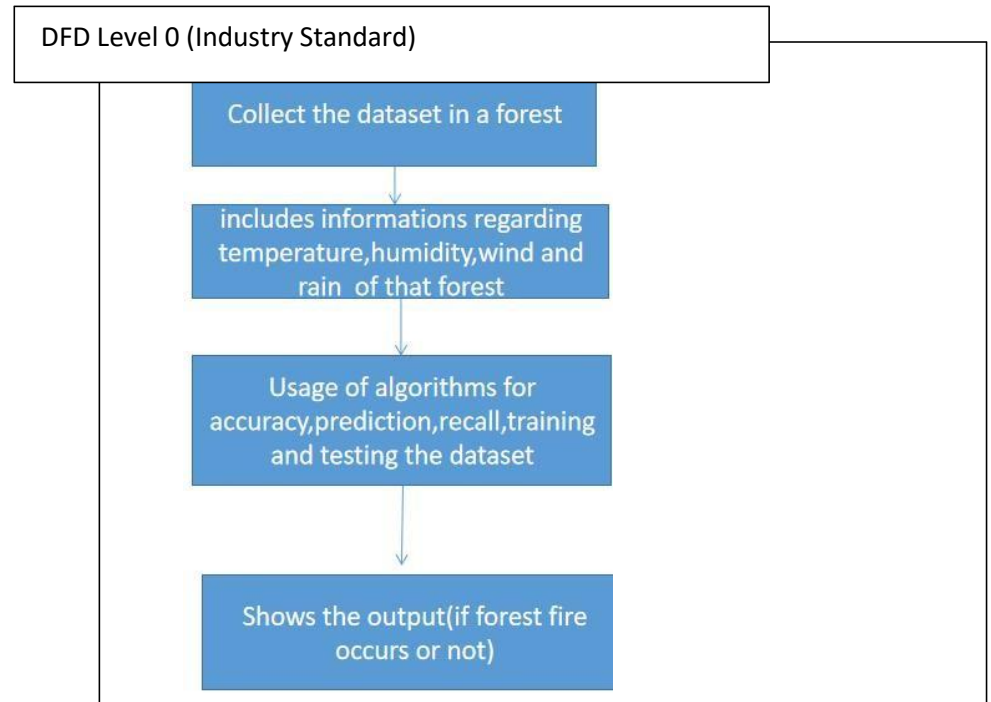 DFD Level 0 (Industry Standard)
Collect the dataset in a forest
includes informations regarding
temperature,humidity,wind and
rain of that forest
Usage of algorithms for
accuracy,prediction,recall,training
and testing the dataset
Shows the output(if forest fire
occurs or not)